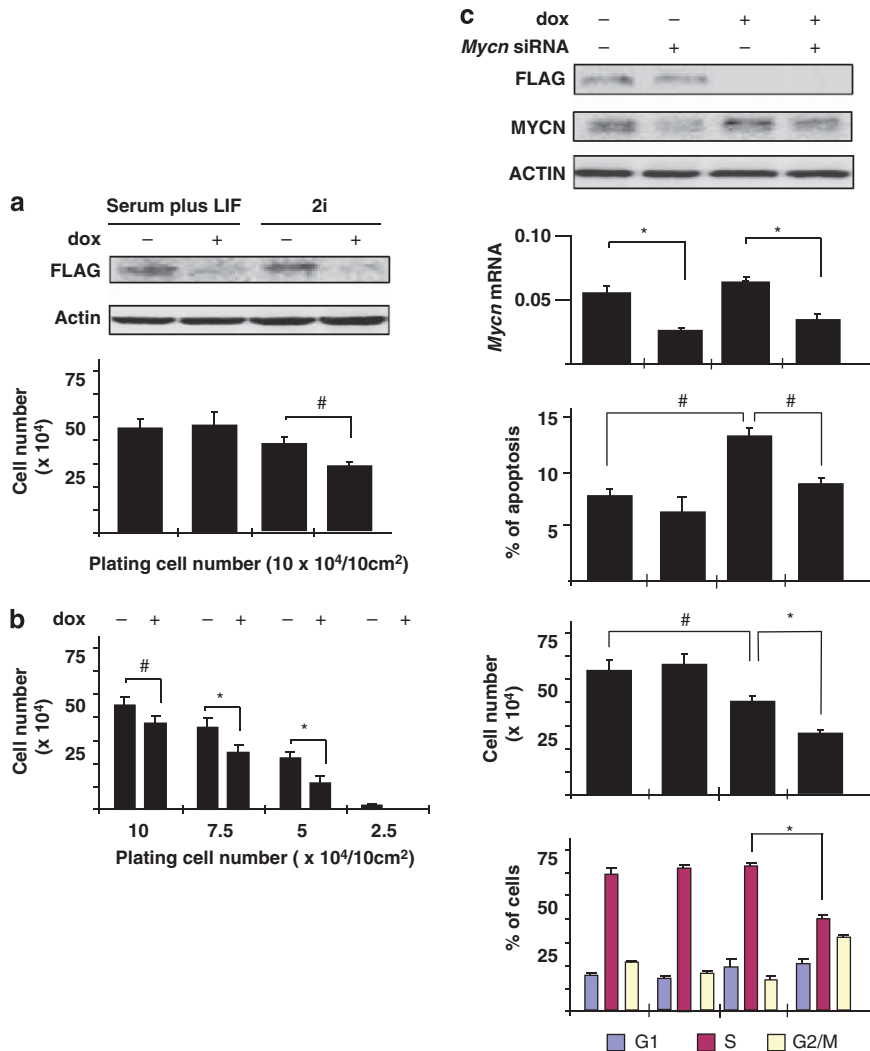 a
Serum plus LIF 2i
dox – + – +
FLAG
Actin
Cell number
(x 10⁴)
75
50
25
#
Plating cell number (10 x 10⁴/10cm²)
b
dox – + – + – + – +
Cell number
(x 10⁴)
75
50
25
# * *
10 7.5 5 2.5
Plating cell number ( x 10⁴/10cm²)
c
dox – – + +
Mycn siRNA – + – +
FLAG
MYCN
ACTIN
Mycn mRNA
0.10
0.05
* *
% of apoptosis
15
10
5
# #
Cell number
(x 10⁴)
75
50
25
# *
% of cells
75
50
25
*
G1 S G2/M